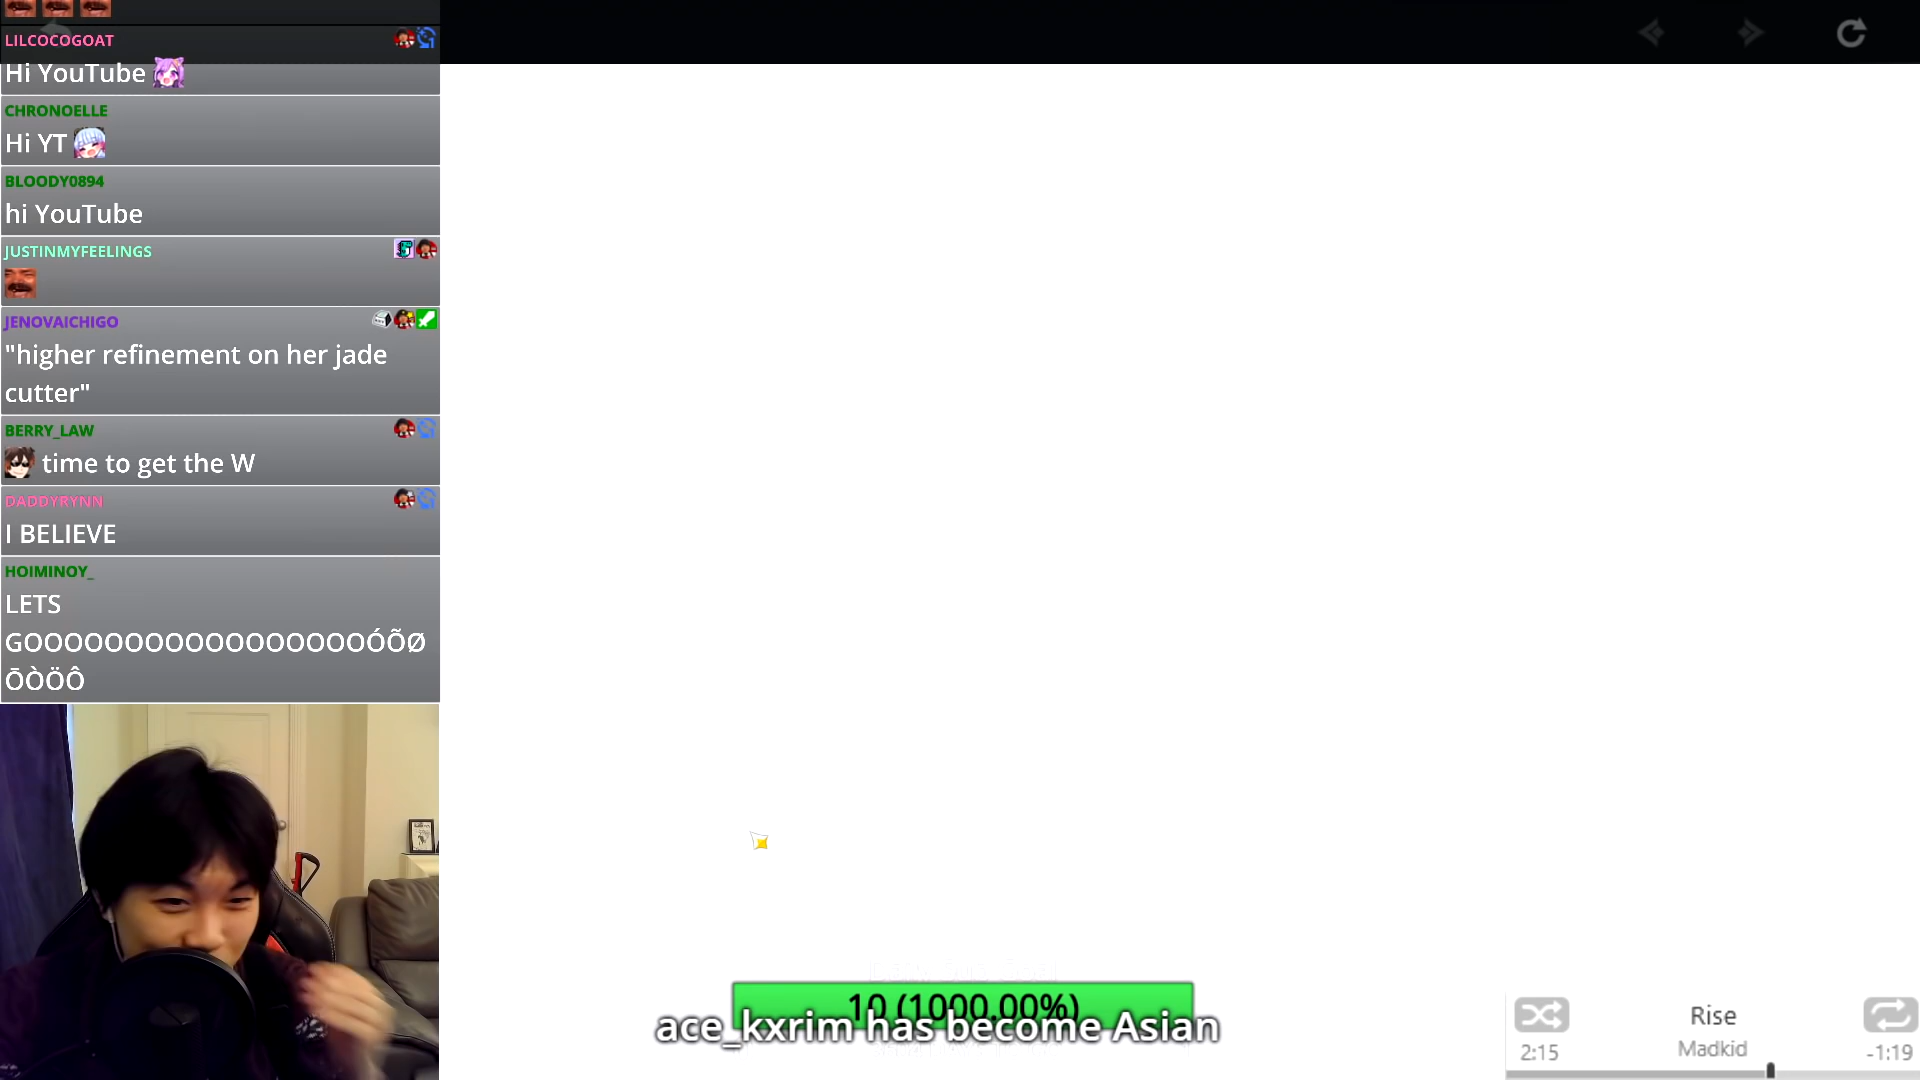 LILCOCOGOAT
Hi YouTube
CHRONOELLE
Hi YT
BLOODY0894
hi YouTube
JUSTINMYFEELINGS
JENOVAICHIGO
"higher refinement on her jade
cutter"
BERRY_LAW
time to get the W
DADDYRYNN
I BELIEVE
HOIMINOY_
LETS
GOOOOOOOOOOOOOOOOOÓÕØ
ŌÒÖÔ
10 (1000.00%)
ace_kxrim has become Asian
Rise
Madkid
2:15
-1:19